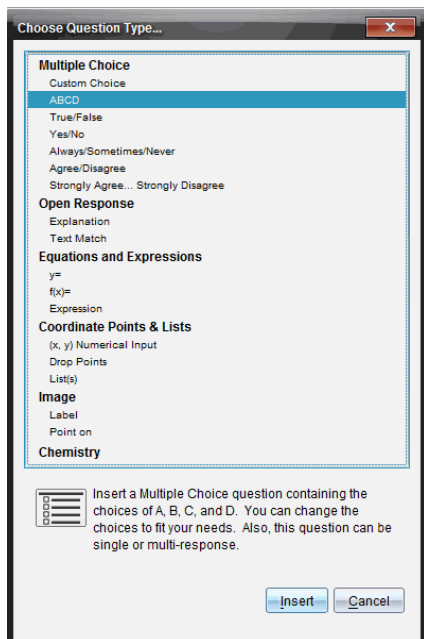 Choose Question Type...
Multiple Choice
Custom Choice
ABCD
True/False
Yes/No
Always/Sometimes/Never
Agree/Disagree
Strongly Agree... Strongly Disagree
Open Response
Explanation
Text Match
Equations and Expressions
y=
f(x)=
Expression
Coordinate Points & Lists
(x, y) Numerical Input
Drop Points
List(s)
Image
Label
Point on
Chemistry
Insert a Multiple Choice question containing the
choices of A, B, C, and D. You can change the
choices to fit your needs. Also, this question can be
single or multi-response.
Insert Cancel